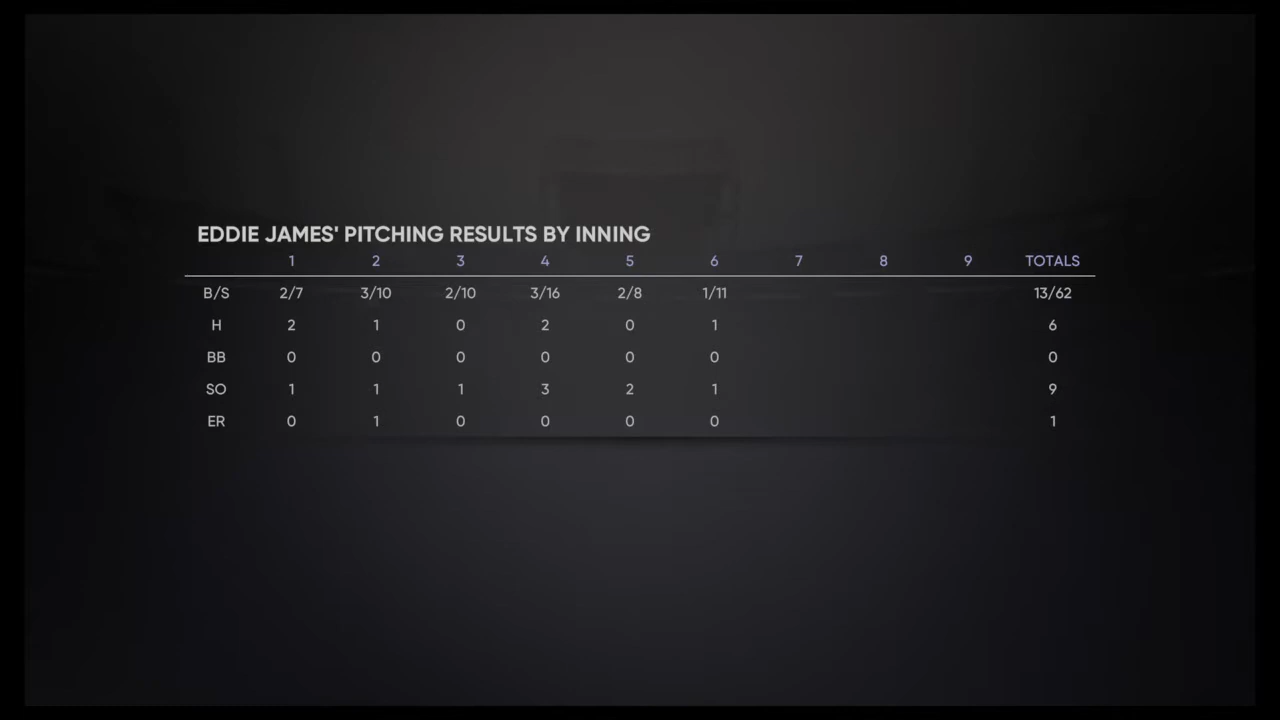 EDDIE JAMES' PITCHING RESULTS BY INNING
1 2 3 4 5 6 7 8 9 TOTALS
B/S 2/7 3/10 2/10 3/16 2/8 1/11 13/62
H 2 1 0 2 0 1 6
BB 0 0 0 0 0 0 0
SO 1 1 1 3 2 1 9
ER 0 1 0 0 0 0 1